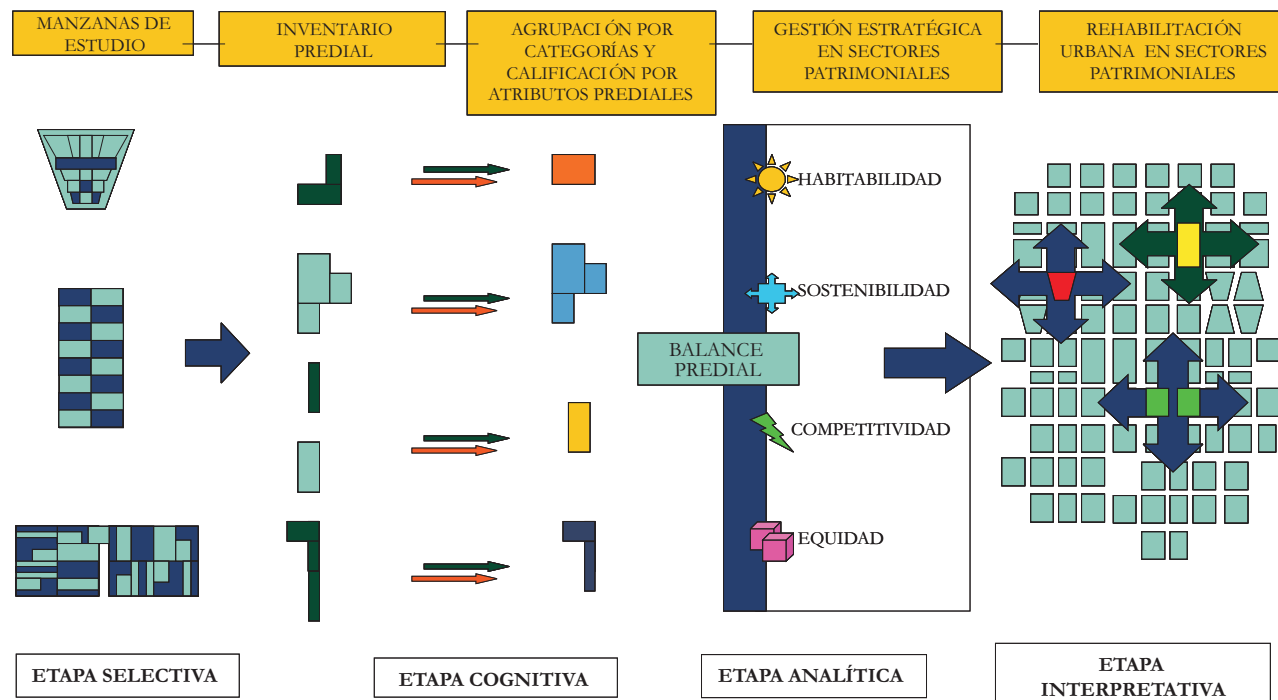 MANZANAS DE
ESTUDIO
INVENTARIO
PREDIAL
AGRUPACIÓN POR
CATEGORÍAS Y
CALIFICACIÓN POR
ATRIBUTOS PREDIALES
GESTIÓN ESTRATÉGICA
EN SECTORES
PATRIMONIALES
REHABILITACIÓN
URBANA EN SECTORES
PATRIMONIALES
HABITABILIDAD
SOSTENIBILIDAD
BALANCE
PREDIAL
COMPETITIVIDAD
EQUIDAD
ETAPA SELECTIVA
ETAPA COGNITIVA
ETAPA ANALÍTICA
ETAPA
INTERPRETATIVA